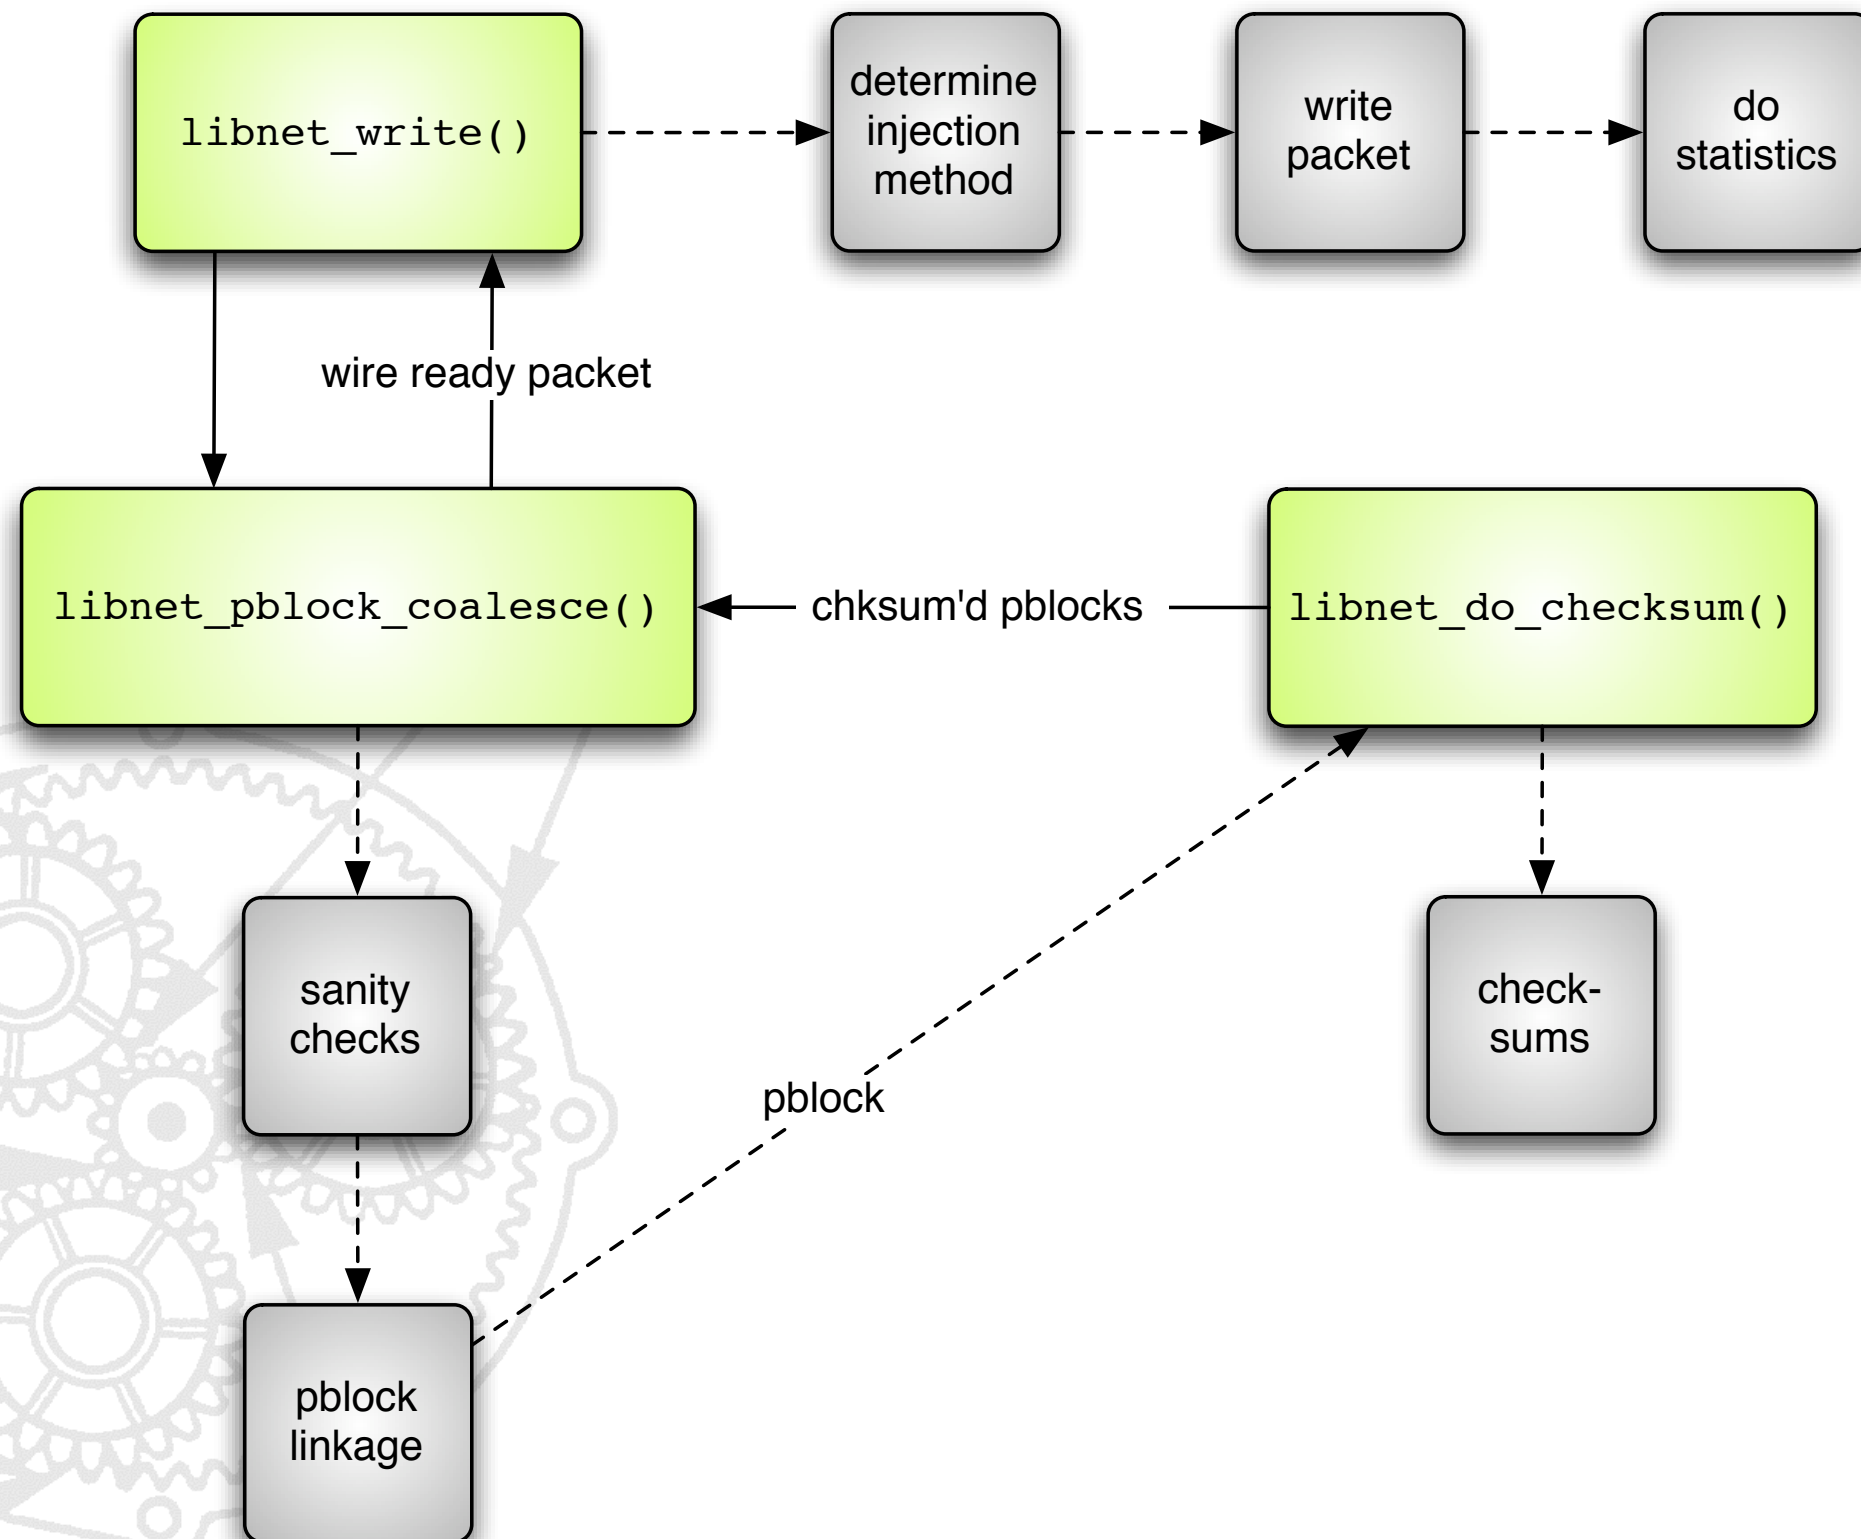 libnet_write()
determine
injection
method
write
packet
do
statistics
wire ready packet
libnet_pblock_coalesce()
chksum'd pblocks
libnet_do_checksum()
sanity
checks
check-
sums
pblock
pblock
linkage